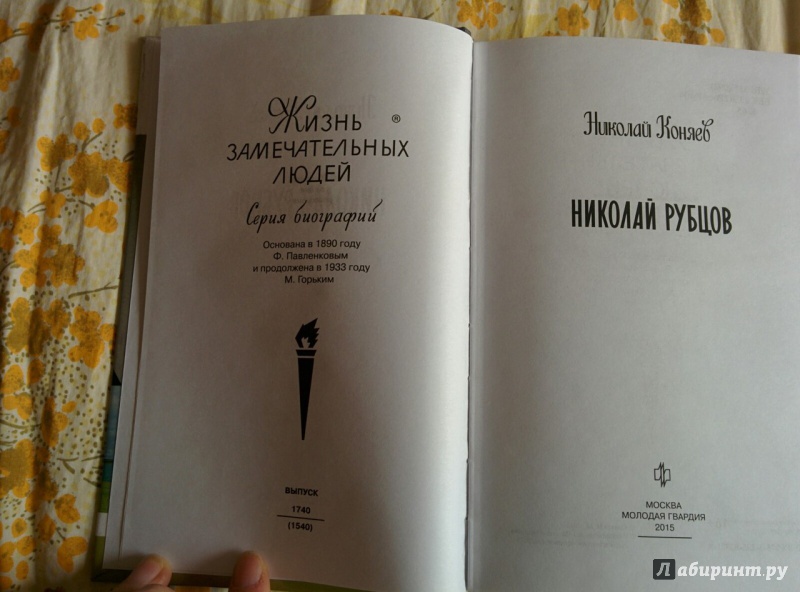 Жизнь ®
замечательных
людей
Серия биографий
Основана в 1890 году
Ф. Павленковым
и продолжена в 1933 году
М. Горьким
ВЫПУСК
1740
(1540)
Николай Коняев
НИКОЛАЙ РУБЦОВ
МОСКВА
МОЛОДАЯ ГВАРДИЯ
2015
Лабиринт.ру